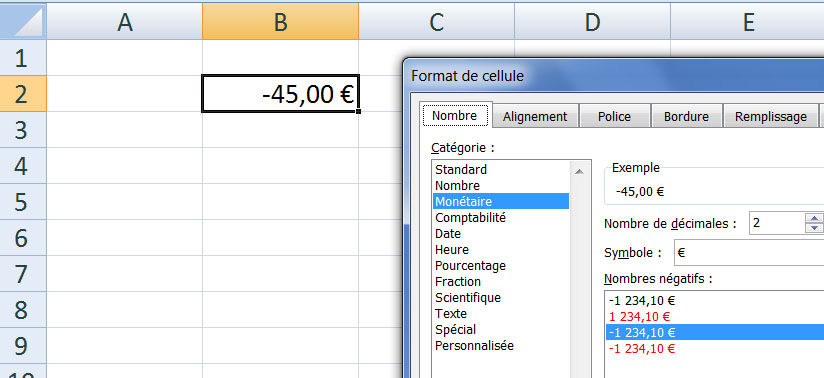 A B C D E
1
2 -45,00 €
3
4
5
6
7
8
9
10
Format de cellule
Nombre Alignement Police Bordure Remplissage
Catégorie :
Standard
Nombre
Monétaire
Comptabilité
Date
Heure
Pourcentage
Fraction
Scientifique
Texte
Spécial
Personnalisée
Exemple
-45,00 €
Nombre de décimales : 2
Symbole : €
Nombres négatifs :
-1 234,10 €
1 234,10 €
-1 234,10 €
-1 234,10 €